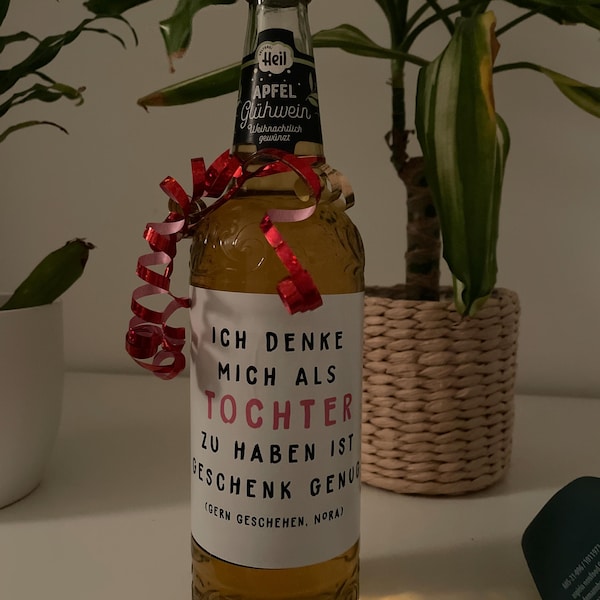 Heil
APFEL
Glühwein
Weihnachtlich
gewürzt
ICH DENKE
MICH ALS
TOCHTER
ZU HABEN IST
GESCHENK GENUG
(GERN GESCHEHEN, NORA)